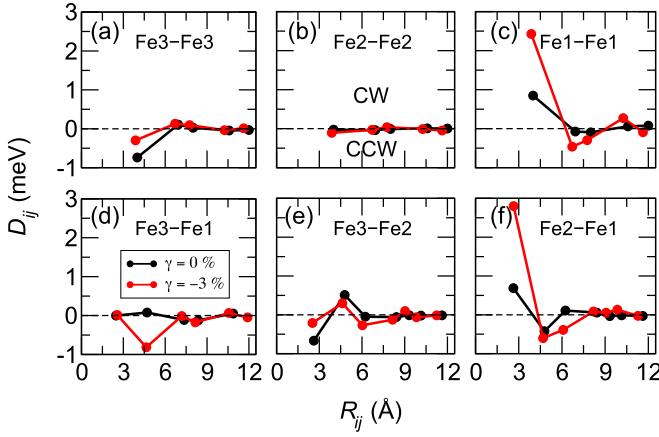 (a) Fe3−Fe3
(b) Fe2−Fe2
(c) Fe1−Fe1
3
2
1
0
-1
CW
CCW
D_ij (meV)
(d) Fe3−Fe1
(e) Fe3−Fe2
(f) Fe2−Fe1
3
2
1
0
-1
γ = 0 %
γ = −3 %
0 3 6 9 12 0 3 6 9 12 0 3 6 9 12
R_ij (Å)